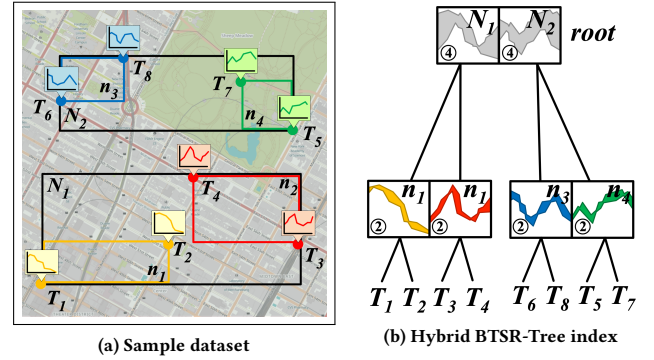 T8
n3
T6
N2
T7
n4
T5
N1
T4
n2
T2
T3
n1
T1
(a) Sample dataset
N1 N2 root
4 4
n1 n1 n3 n4
2 2 2 2
T1 T2 T3 T4 T6 T8 T5 T7
(b) Hybrid BTSR-Tree index